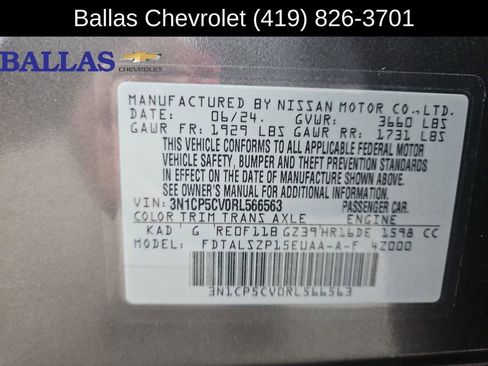 Ballas Chevrolet (419) 826-3701
BALLAS
CHEVROLET
MANUFACTURED BY NISSAN MOTOR CO.,LTD.
DATE: 06/24. GVWR: 3660 LBS
GAWR FR: 1929 LBS GAWR RR: 1731 LBS
THIS VEHICLE CONFORMS TO ALL APPLICABLE FEDERAL MOTOR
VEHICLE SAFETY, BUMPER AND THEFT PREVENTION STANDARDS
IN EFFECT ON THE DATE OF MANUFACTURE SHOWN ABOVE.
SEE OWNER'S MANUAL FOR ADDITIONAL INFORMATION.
VIN: 3N1CP5CV0RL566563 PASSENGER CAR.
COLOR TRIM TRANS AXLE ENGINE
KAD G RE0F11B GZ39 HR16DE 1598 CC
MODEL: FDTALSZP15EUAA-A-F 4Z000
3N1CP5CV0RL566563